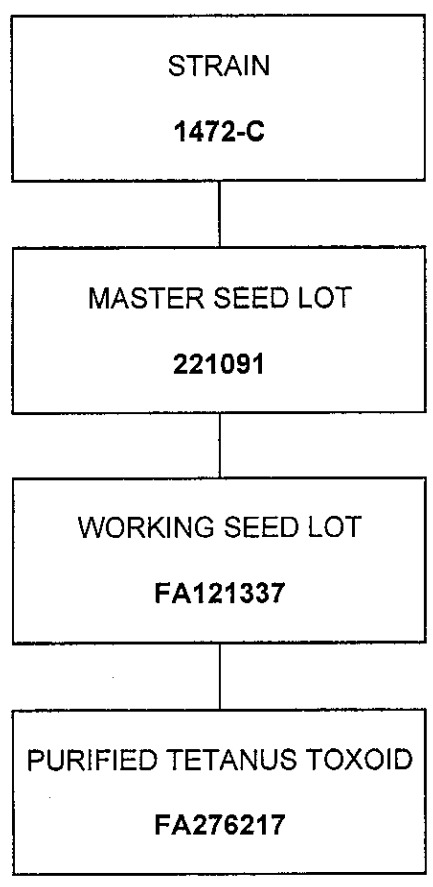 STRAIN
1472-C
MASTER SEED LOT
221091
WORKING SEED LOT
FA121337
PURIFIED TETANUS TOXOID
FA276217